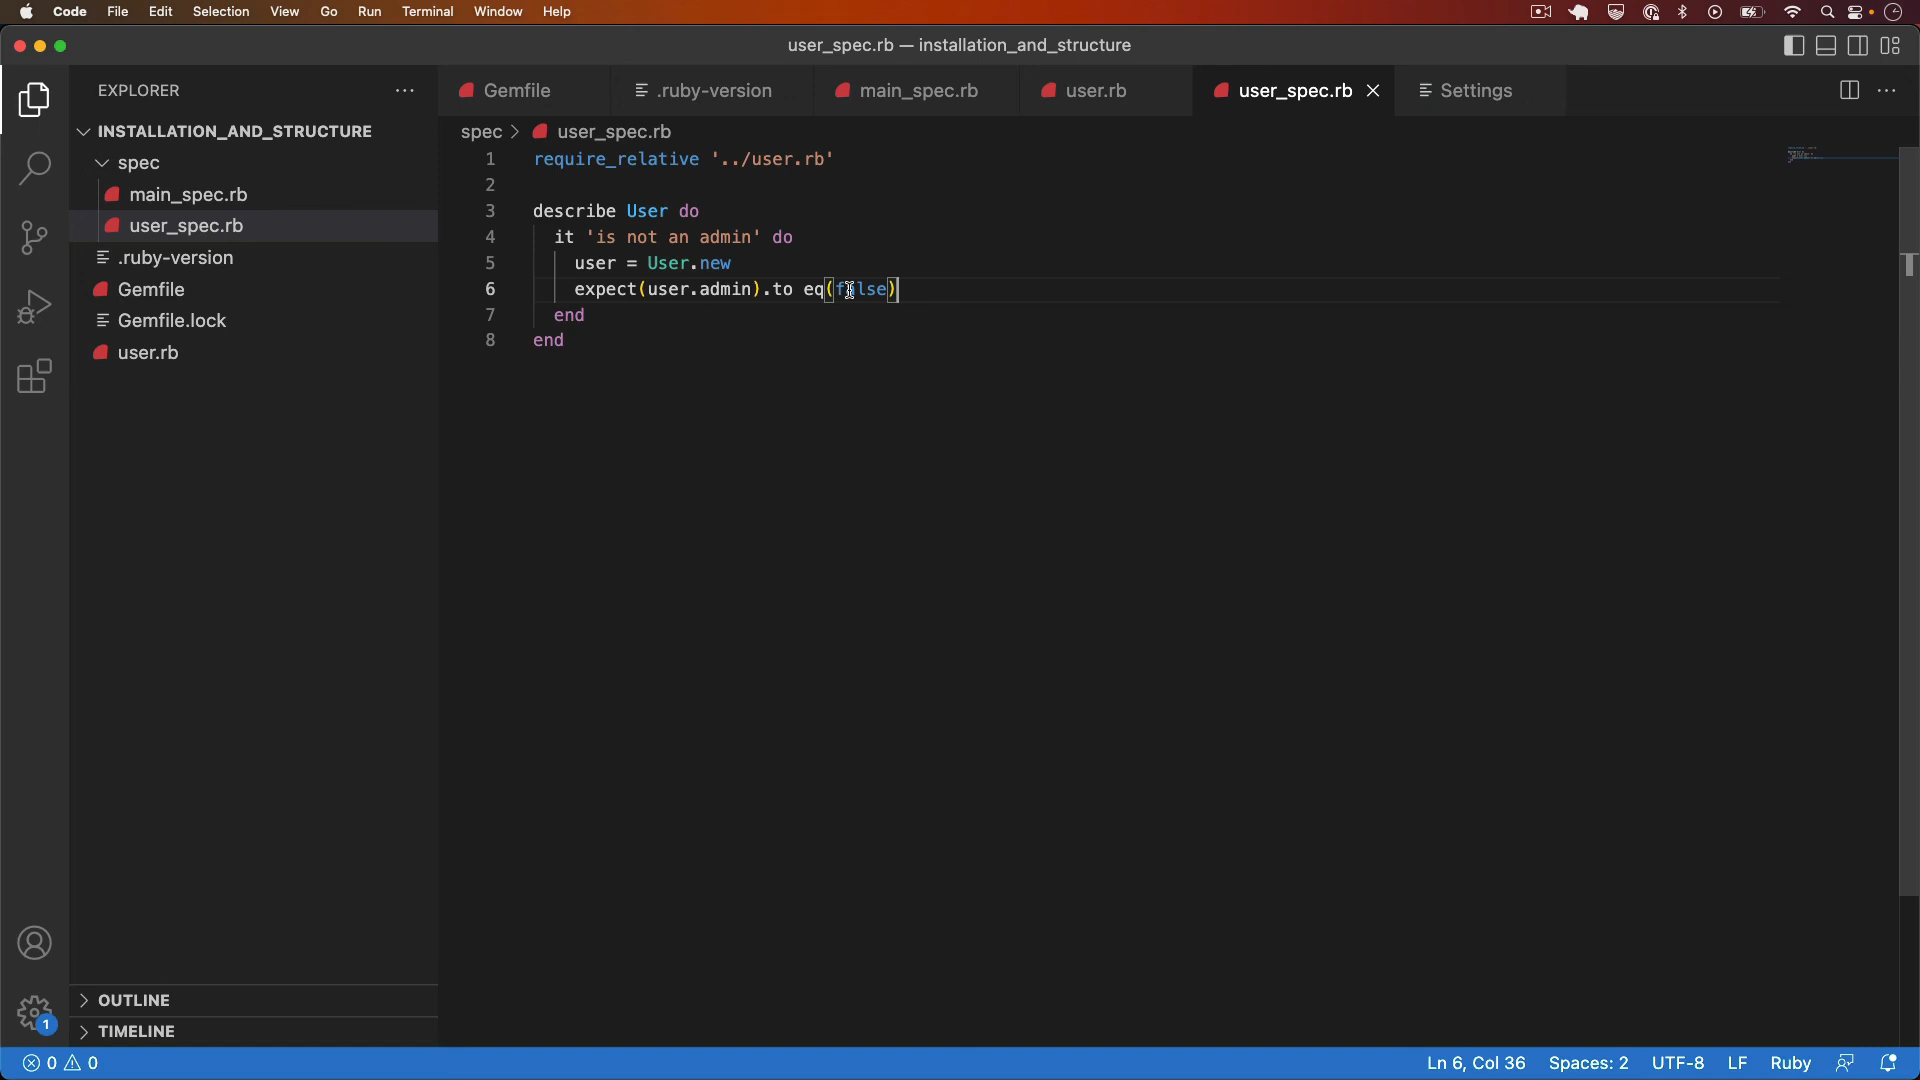 Code File Edit Selection View Go Run Terminal Window Help
user_spec.rb — installation_and_structure
EXPLORER
Gemfile
.ruby-version
main_spec.rb
user.rb
user_spec.rb
Settings
INSTALLATION_AND_STRUCTURE
spec
main_spec.rb
user_spec.rb
.ruby-version
Gemfile
Gemfile.lock
user.rb
spec > user_spec.rb
1 require_relative '../user.rb'
2
3 describe User do
4 it 'is not an admin' do
5 user = User.new
6 expect(user.admin).to eq(false)
7 end
8 end
OUTLINE
TIMELINE
1
0 0
Ln 6, Col 36 Spaces: 2 UTF-8 LF Ruby